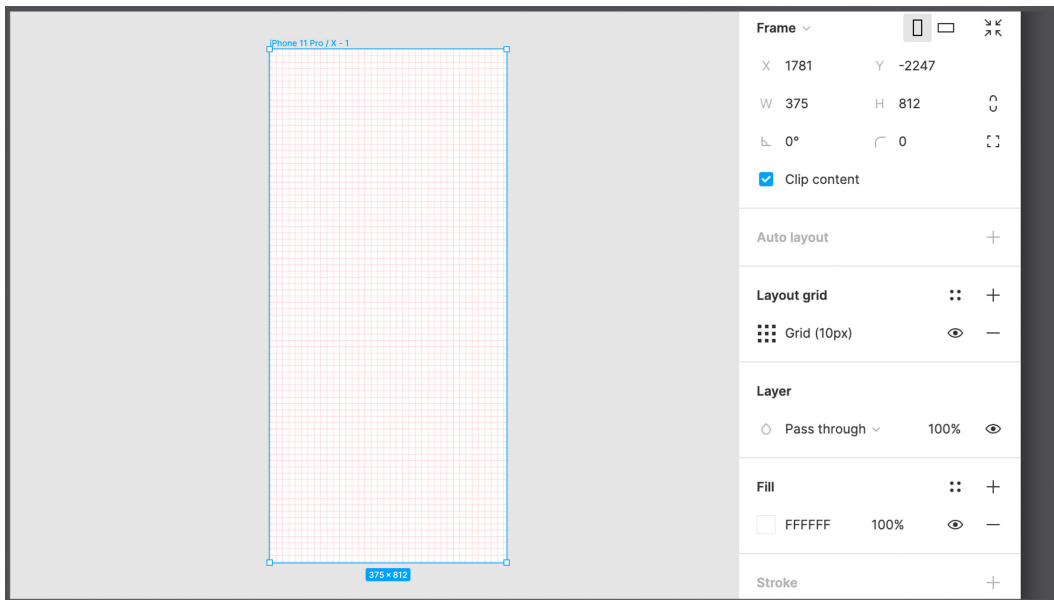 iPhone 11 Pro / X - 1
375 × 812
Frame
X 1781 Y -2247
W 375 H 812
0° 0
Clip content
Auto layout
Layout grid
Grid (10px)
Layer
Pass through 100%
Fill
FFFFFF 100%
Stroke